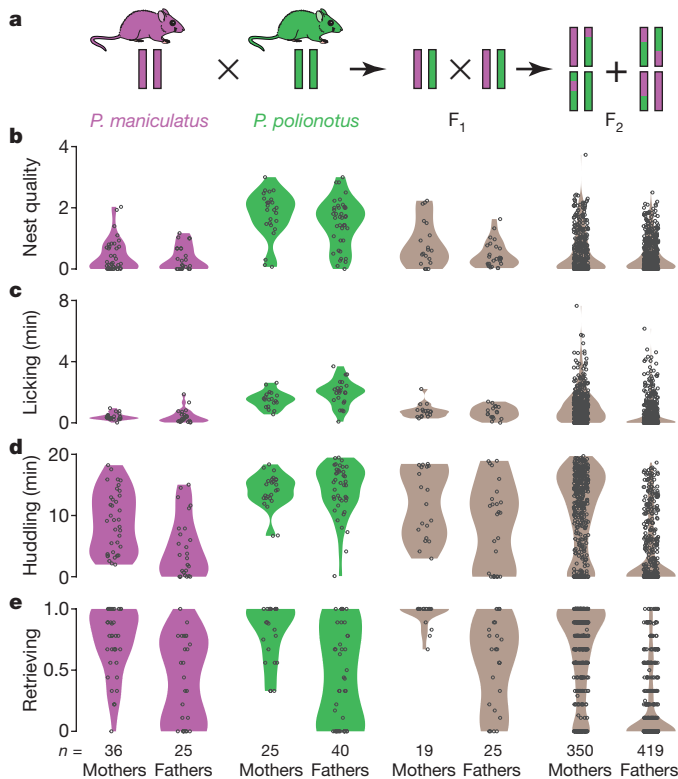 a
P. maniculatus P. polionotus F1 F2
b
Nest quality
4
2
0
c
Licking (min)
8
4
0
d
Huddling (min)
20
10
0
e
Retrieving
1.0
0.5
0
n = 36 25 25 40 19 25 350 419
Mothers Fathers Mothers Fathers Mothers Fathers Mothers Fathers